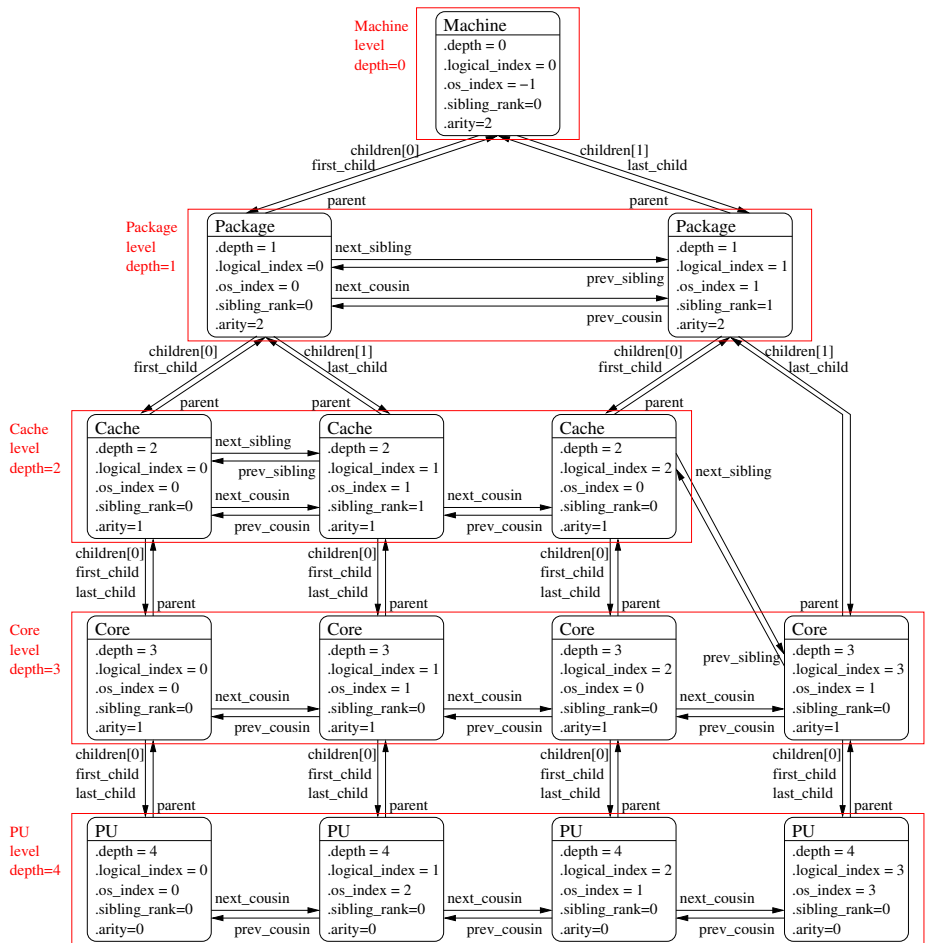 Machine
level
depth=0
Machine
.depth = 0
.logical_index = 0
.os_index = −1
.sibling_rank=0
.arity=2
children[0]
first_child
children[1]
last_child
parent
parent
Package
level
depth=1
Package
.depth = 1
.logical_index =0
.os_index = 0
.sibling_rank=0
.arity=2
next_sibling
prev_sibling
next_cousin
prev_cousin
Package
.depth = 1
.logical_index = 1
.os_index = 1
.sibling_rank=1
.arity=2
children[0]
first_child
children[1]
last_child
children[0]
first_child
children[1]
last_child
parent
parent
parent
Cache
level
depth=2
Cache
.depth = 2
.logical_index = 0
.os_index = 0
.sibling_rank=0
.arity=1
next_sibling
prev_sibling
next_cousin
prev_cousin
Cache
.depth = 2
.logical_index = 1
.os_index = 1
.sibling_rank=1
.arity=1
next_cousin
prev_cousin
Cache
.depth = 2
.logical_index = 2
.os_index = 0
.sibling_rank=0
.arity=1
next_sibling
children[0]
first_child
last_child
parent
children[0]
first_child
last_child
parent
children[0]
first_child
last_child
parent
parent
Core
level
depth=3
Core
.depth = 3
.logical_index = 0
.os_index = 0
.sibling_rank=0
.arity=1
next_cousin
prev_cousin
Core
.depth = 3
.logical_index = 1
.os_index = 1
.sibling_rank=0
.arity=1
next_cousin
prev_cousin
Core
.depth = 3
.logical_index = 2
.os_index = 0
.sibling_rank=0
.arity=1
prev_sibling
next_cousin
prev_cousin
Core
.depth = 3
.logical_index = 3
.os_index = 1
.sibling_rank=0
.arity=1
children[0]
first_child
last_child
parent
children[0]
first_child
last_child
parent
children[0]
first_child
last_child
parent
children[0]
first_child
last_child
parent
PU
level
depth=4
PU
.depth = 4
.logical_index = 0
.os_index = 0
.sibling_rank=0
.arity=0
next_cousin
prev_cousin
PU
.depth = 4
.logical_index = 1
.os_index = 2
.sibling_rank=0
.arity=0
next_cousin
prev_cousin
PU
.depth = 4
.logical_index = 2
.os_index = 1
.sibling_rank=0
.arity=0
next_cousin
prev_cousin
PU
.depth = 4
.logical_index = 3
.os_index = 3
.sibling_rank=0
.arity=0